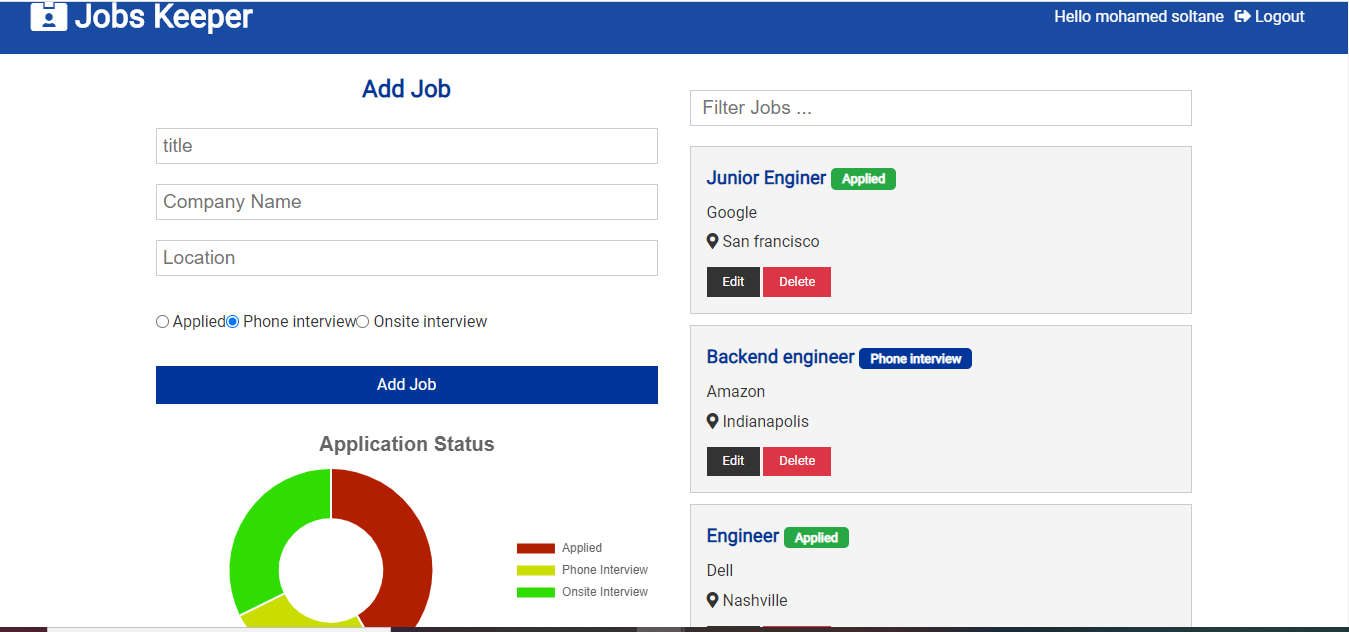 Jobs Keeper
Hello mohamed soltane Logout
Add Job
title
Company Name
Location
Applied Phone interview Onsite interview
Add Job
Application Status
Applied
Phone Interview
Onsite Interview
Filter Jobs ...
Junior Enginer Applied
Google
San francisco
Edit Delete
Backend engineer Phone interview
Amazon
Indianapolis
Edit Delete
Engineer Applied
Dell
Nashville